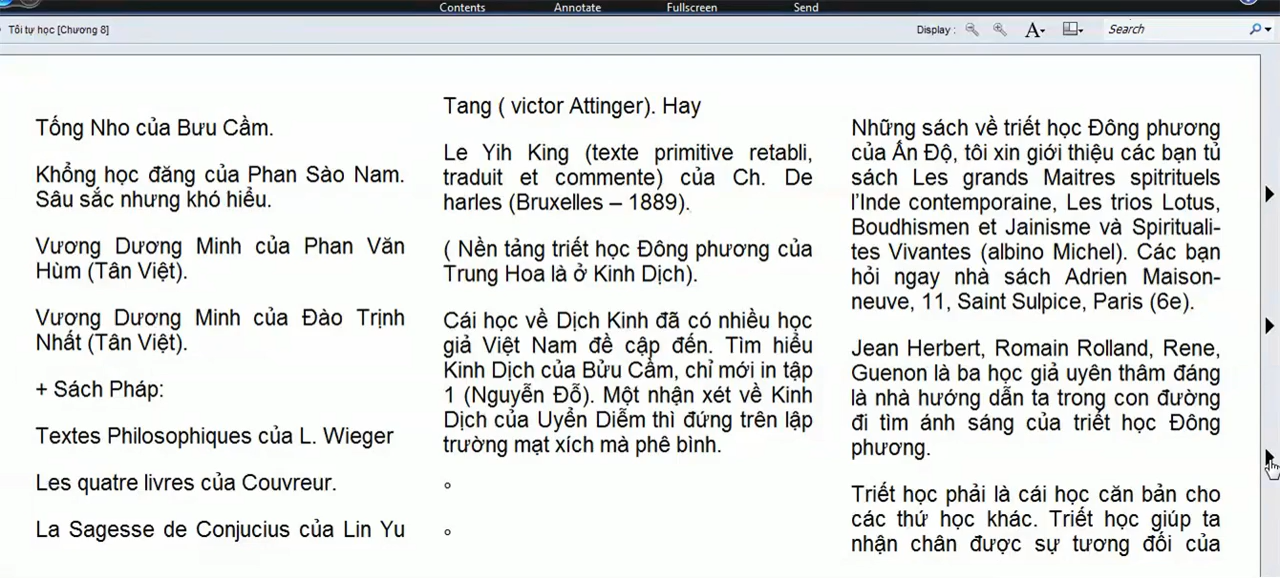 Contents
Annotate
Fullscreen
Send
Tôi tự học [Chương 8]
Display :
A
Search
Tống Nho của Bưu Cầm.
Khổng học đăng của Phan Sào Nam.
Sâu sắc nhưng khó hiểu.
Vương Dương Minh của Phan Văn
Hùm (Tân Việt).
Vương Dương Minh của Đào Trịnh
Nhất (Tân Việt).
+ Sách Pháp:
Textes Philosophiques của L. Wieger
Les quatre livres của Couvreur.
La Sagesse de Conjucius của Lin Yu
Tang ( victor Attinger). Hay
Le Yih King (texte primitive retabli,
traduit et commente) của Ch. De
harles (Bruxelles – 1889).
( Nền tảng triết học Đông phương của
Trung Hoa là ở Kinh Dịch).
Cái học về Dịch Kinh đã có nhiều học
giả Việt Nam đề cập đến. Tìm hiểu
Kinh Dịch của Bửu Cầm, chỉ mới in tập
1 (Nguyễn Đỗ). Một nhận xét về Kinh
Dịch của Uyển Diễm thì đứng trên lập
trường mạt xích mà phê bình.
°
°
Những sách về triết học Đông phương
của Ấn Độ, tôi xin giới thiệu các bạn tủ
sách Les grands Maitres spitrituels
l'Inde contemporaine, Les trios Lotus,
Boudhismen et Jainisme và Spirituali-
tes Vivantes (albino Michel). Các bạn
hỏi ngay nhà sách Adrien Maison-
neuve, 11, Saint Sulpice, Paris (6e).
Jean Herbert, Romain Rolland, Rene,
Guenon là ba học giả uyên thâm đáng
là nhà hướng dẫn ta trong con đường
đi tìm ánh sáng của triết học Đông
phương.
Triết học phải là cái học căn bản cho
các thứ học khác. Triết học giúp ta
nhận chân được sự tương đối của